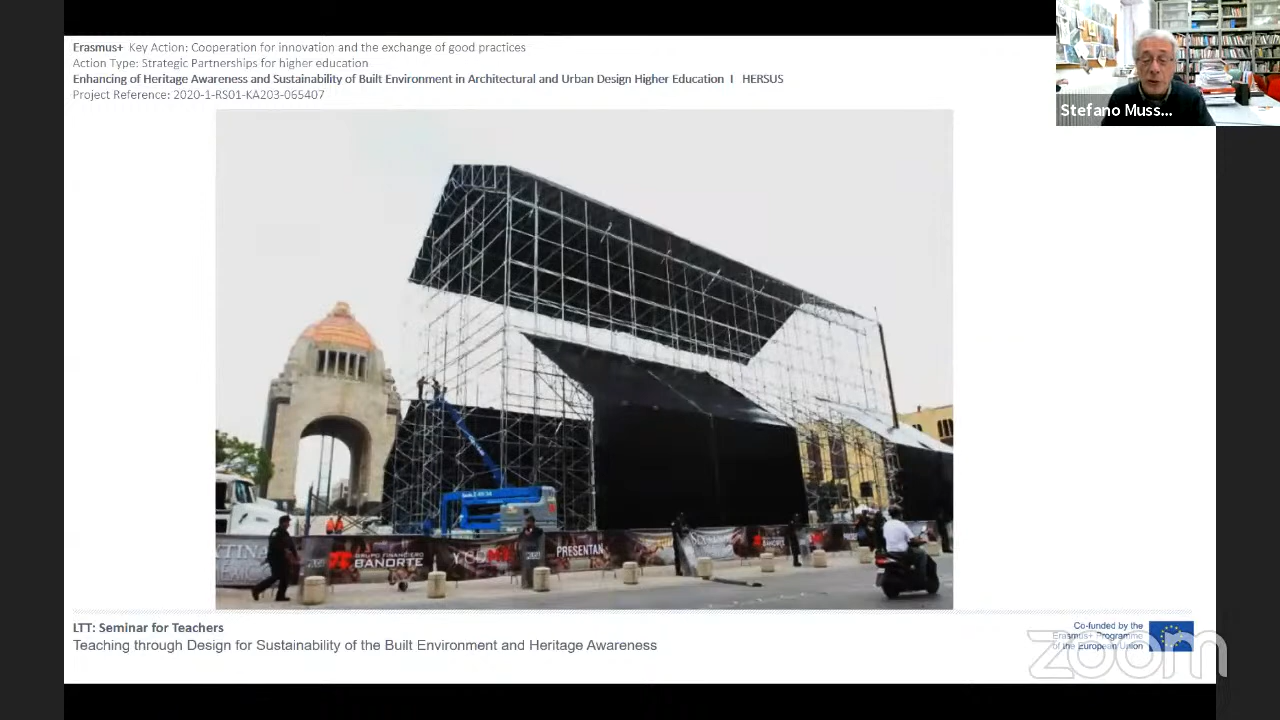 Erasmus+ Key Action: Cooperation for innovation and the exchange of good practices
Action Type: Strategic Partnerships for higher education
Enhancing of Heritage Awareness and Sustainability of Built Environment in Architectural and Urban Design Higher Education I HERSUS
Project Reference: 2020-1-RS01-KA203-065407
Stefano Muss...
GRUPO FINANCIERO
BANORTE
PRESENTAN
LTT: Seminar for Teachers
Teaching through Design for Sustainability of the Built Environment and Heritage Awareness
Co-funded by the
Erasmus+ Programme
of the European Union
zoom